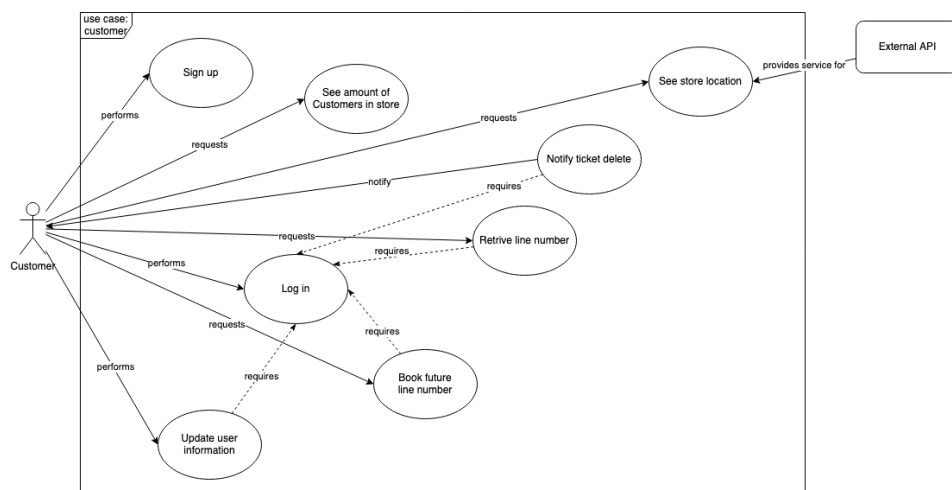 use case:
customer
External API
Sign up
See store location
provides service for
See amount of
Customers in store
performs
requests
requests
Notify ticket delete
notify
requires
Customer
requests
Retrive line number
requires
performs
Log in
requests
requires
performs
requires
Book future
line number
Update user
information